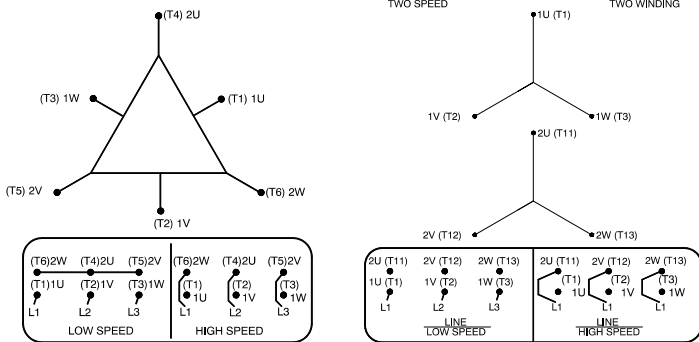 (T4) 2U
(T3) 1W
(T1) 1U
(T5) 2V
(T6) 2W
(T2) 1V
(T6)2W (T4)2U (T5)2V
(T1)1U (T2)1V (T3)1W
L1 L2 L3
LOW SPEED
(T6)2W (T4)2U (T5)2V
(T1) (T2) (T3)
1U 1V 1W
L1 L2 L3
HIGH SPEED
TWO SPEED TWO WINDING
1U (T1)
1V (T2) 1W (T3)
2U (T11)
2V (T12) 2W (T13)
2U (T11) 2V (T12) 2W (T13)
1U (T1) 1V (T2) 1W (T3)
L1 L2 L3
LINE
LOW SPEED
2U (T11) 2V (T12) 2W (T13)
(T1) (T2) (T3)
1U 1V 1W
L1 L1 L1
LINE
HIGH SPEED